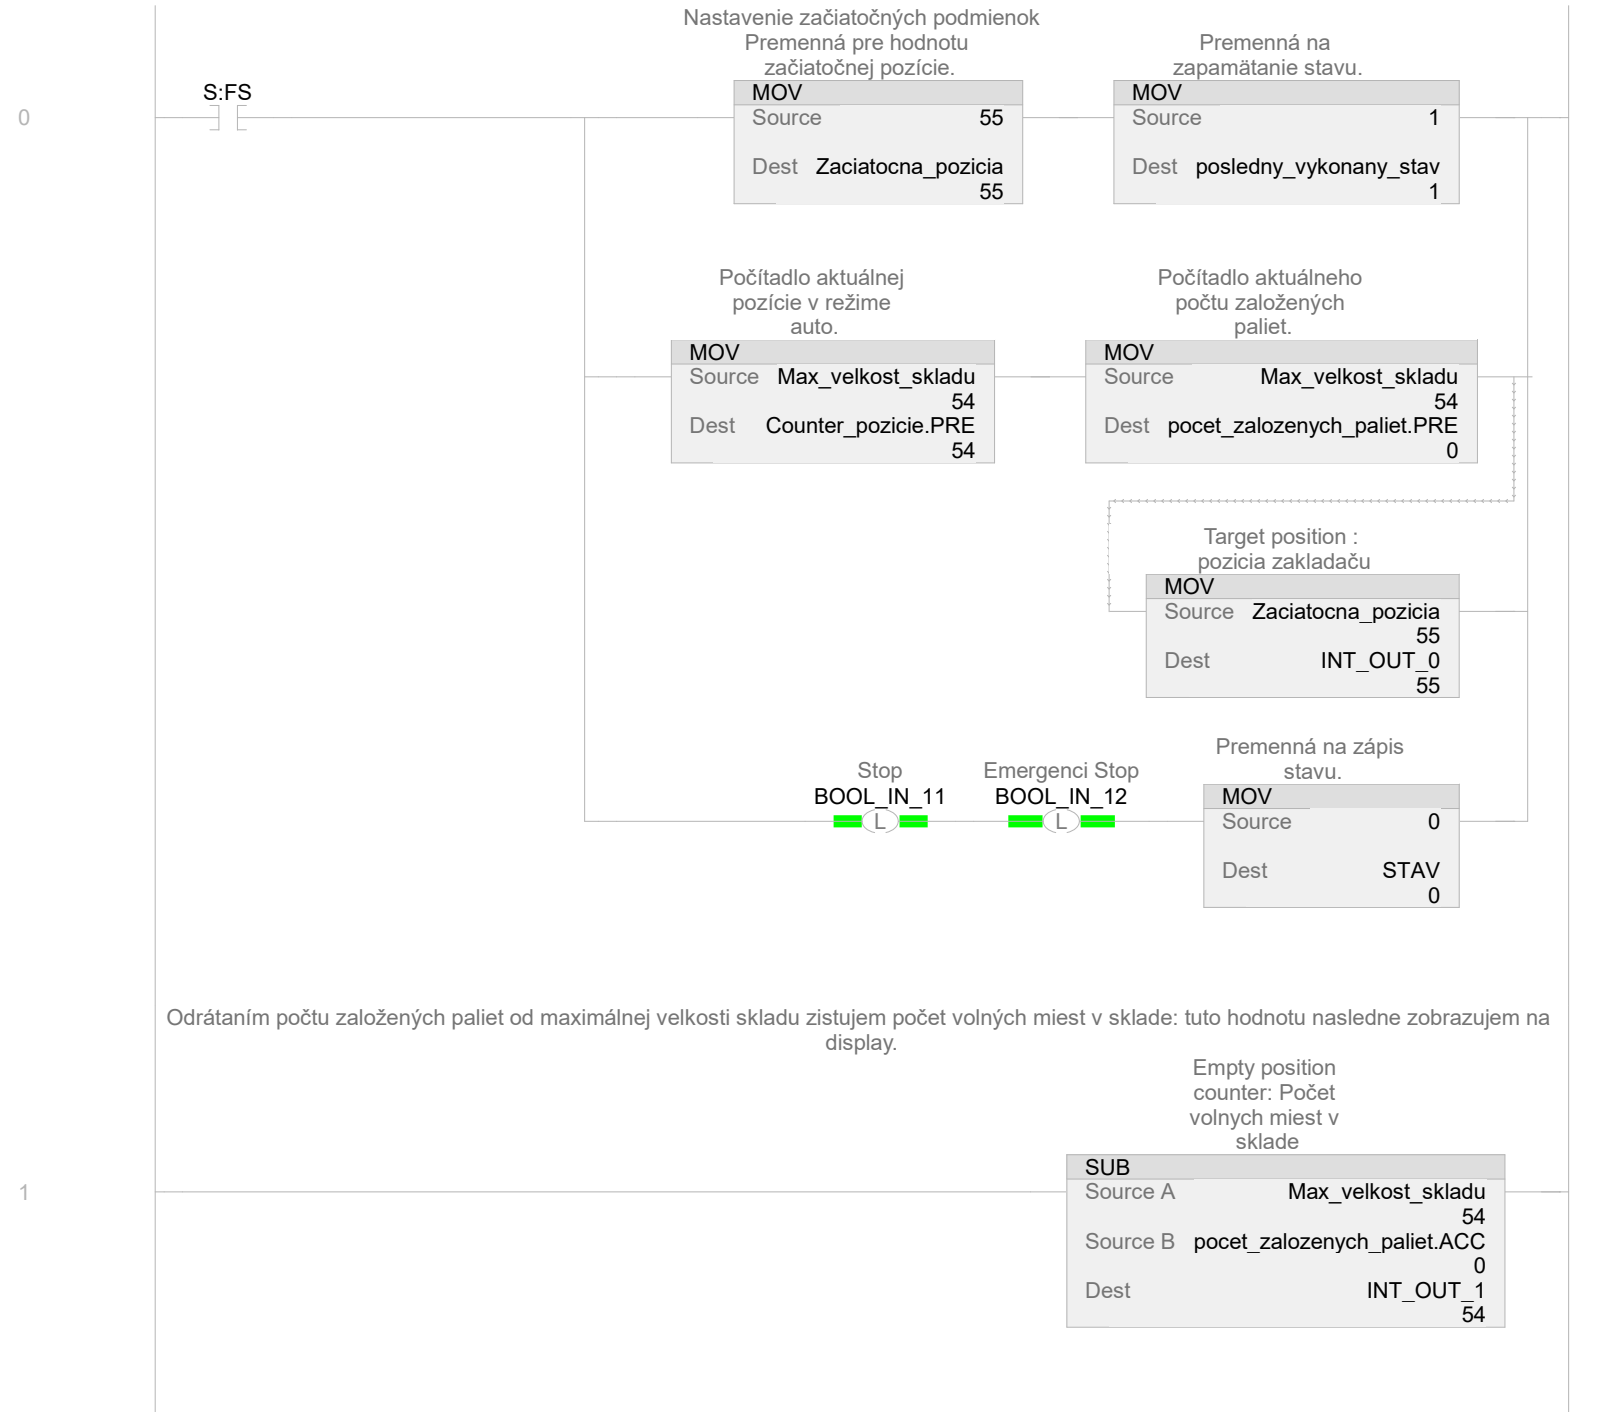 Nastavenie začiatočných podmienok
Premenná pre hodnotu
začiatočnej pozície.
Premenná na
zapamätanie stavu.
S:FS
0
MOV
Source 55
Dest Zaciatocna_pozicia
55
MOV
Source 1
Dest posledny_vykonany_stav
1
Počítadlo aktuálnej
pozície v režime
auto.
MOV
Source Max_velkost_skladu
54
Dest Counter_pozicie.PRE
54
Počítadlo aktuálneho
počtu založených
paliet.
MOV
Source Max_velkost_skladu
54
Dest pocet_zalozenych_paliet.PRE
0
Target position :
pozicia zakladaču
MOV
Source Zaciatocna_pozicia
55
Dest INT_OUT_0
55
Stop
BOOL_IN_11
L
Emergenci Stop
BOOL_IN_12
L
Premenná na zápis
stavu.
MOV
Source 0
Dest STAV
0
Odrátaním počtu založených paliet od maximálnej velkosti skladu zistujem počet volných miest v sklade: tuto hodnotu nasledne zobrazujem na
display.
Empty position
counter: Počet
volnych miest v
sklade
1
SUB
Source A Max_velkost_skladu
54
Source B pocet_zalozenych_paliet.ACC
0
Dest INT_OUT_1
54